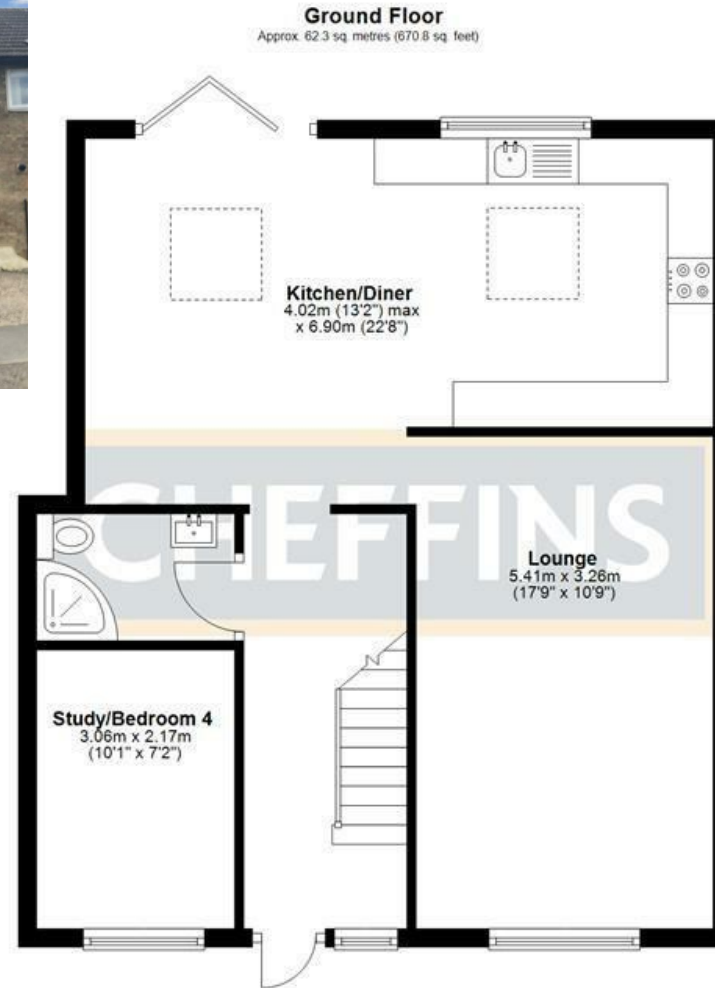 Ground Floor
Approx. 62.3 sq. metres (670.8 sq. feet)
Kitchen/Diner
4.02m (13'2") max
x 6.90m (22'8")
CHEFFINS
Lounge
5.41m x 3.26m
(17'9" x 10'9")
Study/Bedroom 4
3.06m x 2.17m
(10'1" x 7'2")